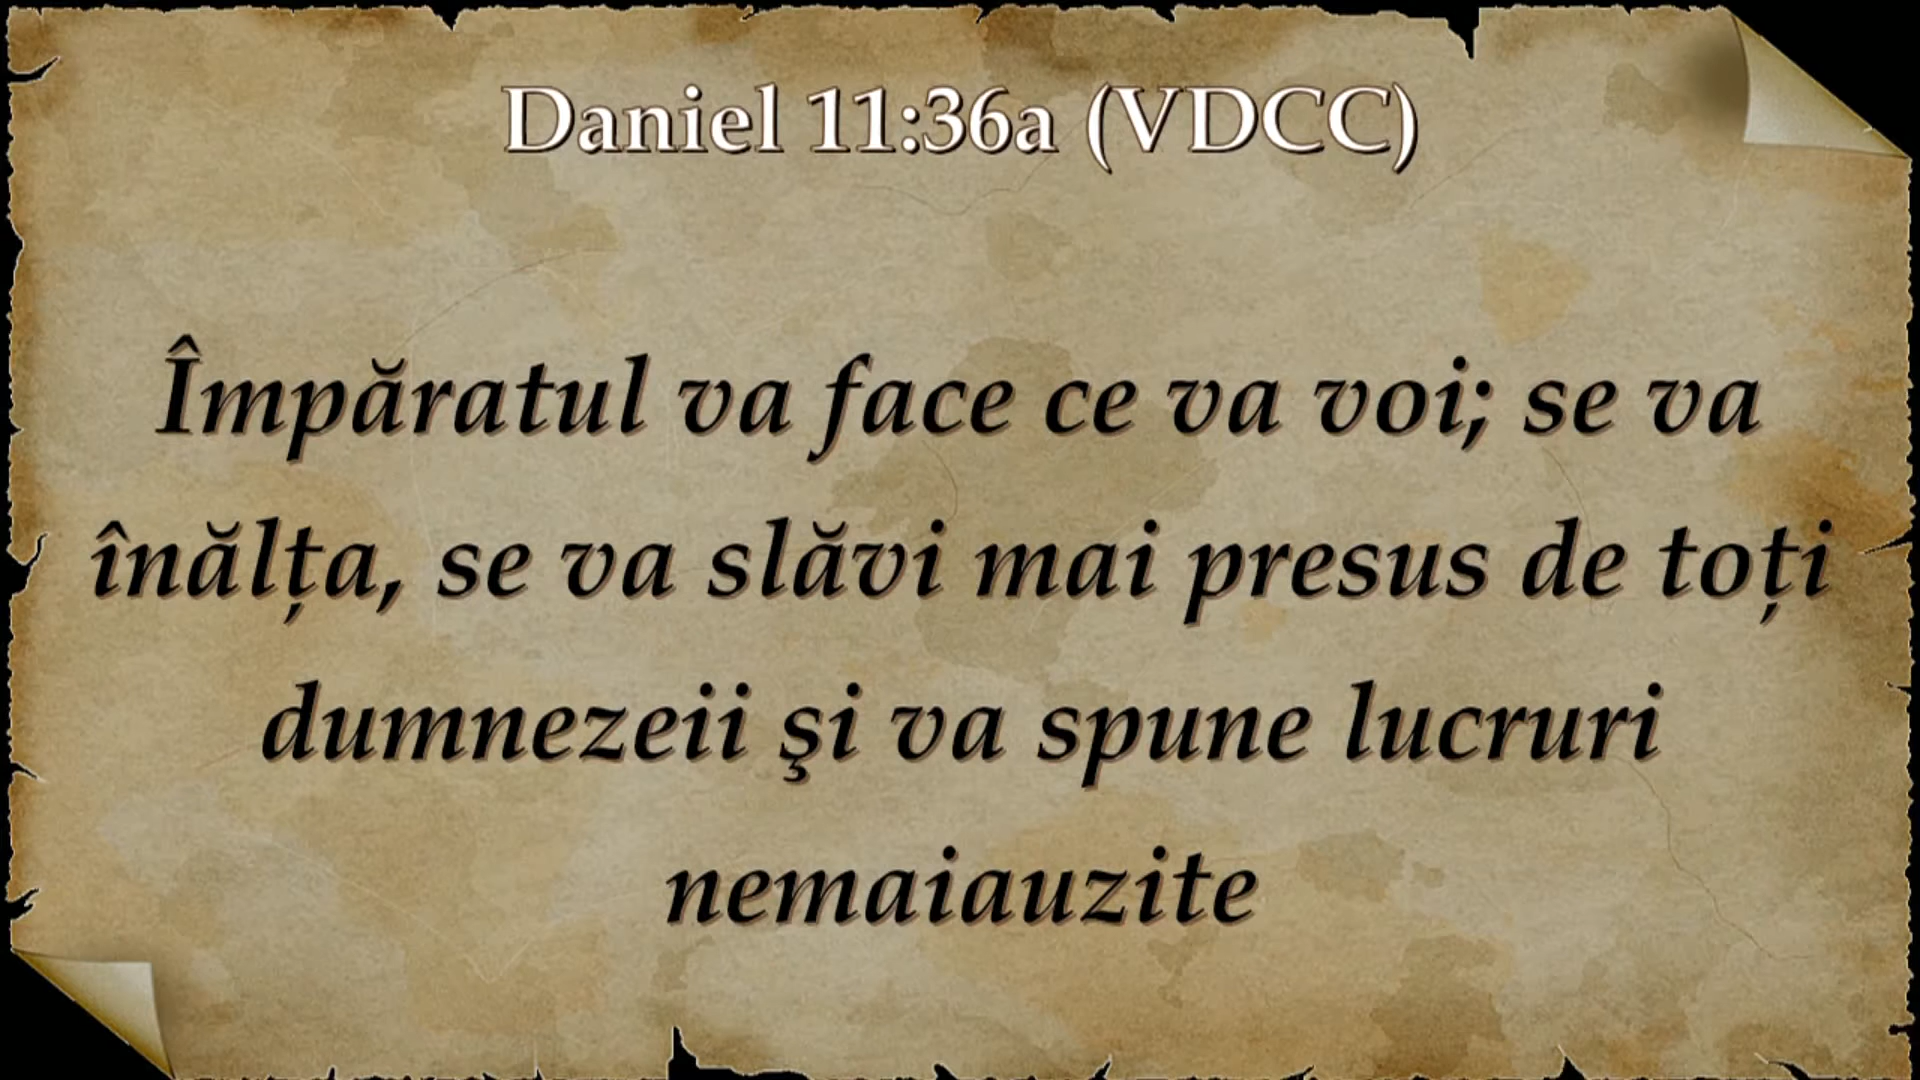 Daniel 11:36a (VDCC)
Împăratul va face ce va voi; se va
înălța, se va slăvi mai presus de toți
dumnezeii şi va spune lucruri
nemaiauzite